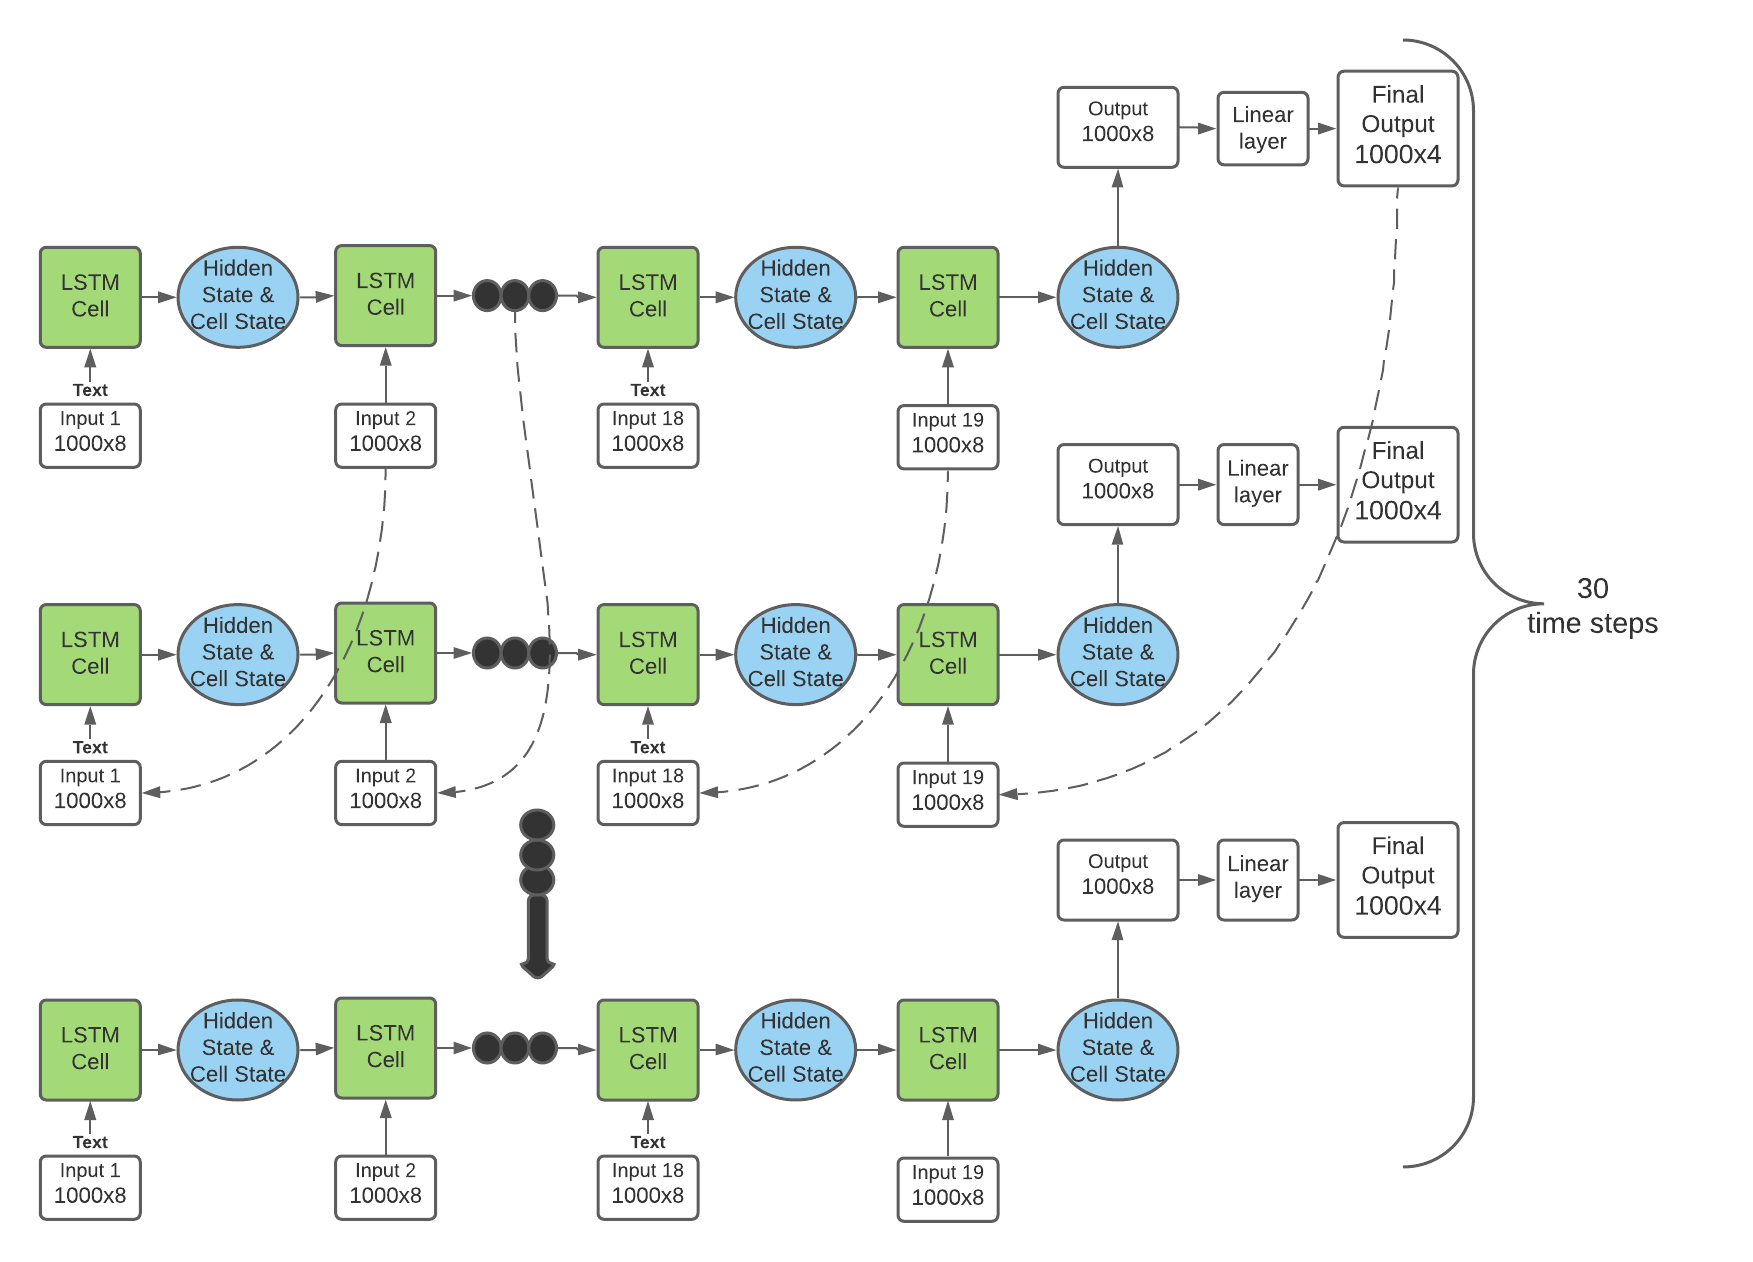 Output
1000x8
Linear
layer
Final
Output
1000x4
LSTM
Cell
Hidden
State &
Cell State
LSTM
Cell
LSTM
Cell
Hidden
State &
Cell State
LSTM
Cell
Hidden
State &
Cell State
Text
Input 1
1000x8
Input 2
1000x8
Text
Input 18
1000x8
Input 19
1000x8
Output
1000x8
Linear
layer
Final
Output
1000x4
30
time steps
LSTM
Cell
Hidden
State &
Cell State
LSTM
Cell
LSTM
Cell
Hidden
State &
Cell State
LSTM
Cell
Hidden
State &
Cell State
Text
Input 1
1000x8
Input 2
1000x8
Text
Input 18
1000x8
Input 19
1000x8
Output
1000x8
Linear
layer
Final
Output
1000x4
LSTM
Cell
Hidden
State &
Cell State
LSTM
Cell
LSTM
Cell
Hidden
State &
Cell State
LSTM
Cell
Hidden
State &
Cell State
Text
Input 1
1000x8
Input 2
1000x8
Text
Input 18
1000x8
Input 19
1000x8